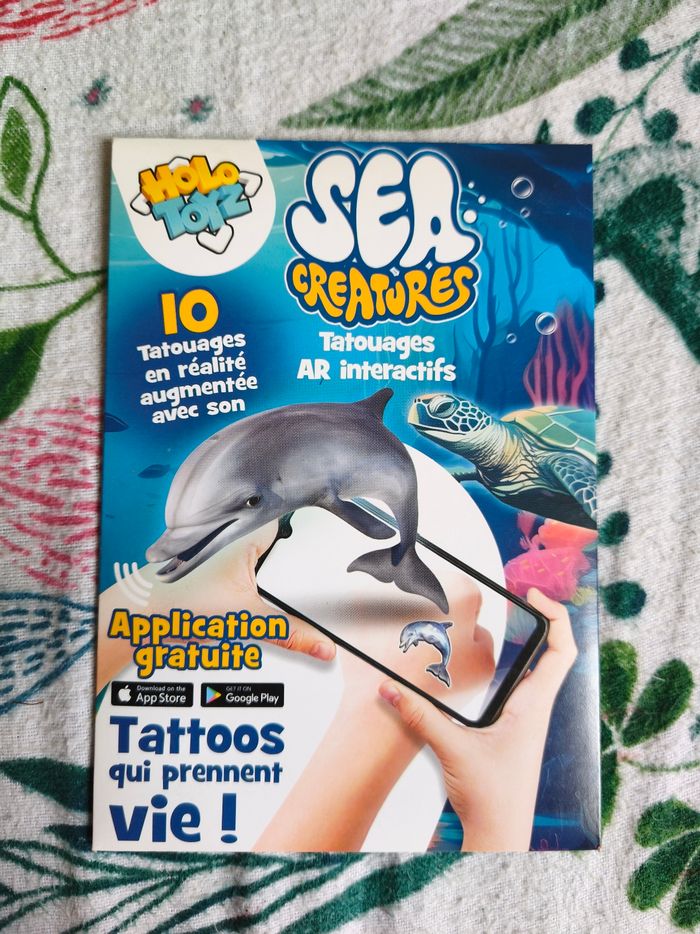 HOLO
TOYZ
SEA
CREATURES
10
Tatouages
en réalité
augmentée
avec son
Tatouages
AR interactifs
Application
gratuite
Download on the
App Store
GET IT ON
Google Play
Tattoos
qui prennent
vie !